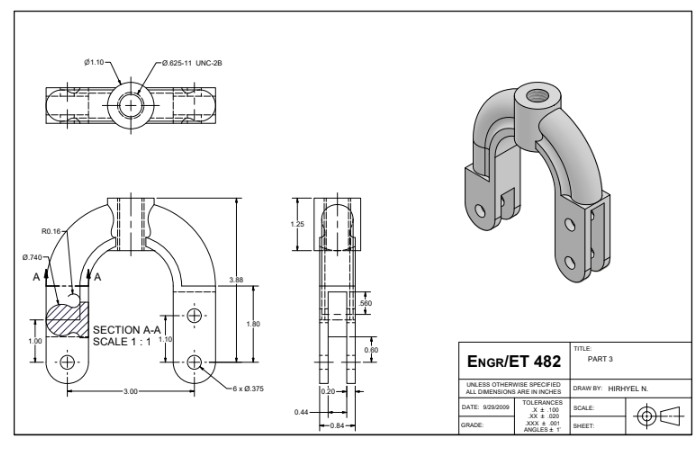 Ø1.10
Ø.625-11 UNC-2B
R0.16
Ø.740
A
A
SECTION A-A
SCALE 1 : 1
1.00
1.10
3.88
1.80
3.00
6 x Ø.375
1.25
.560
0.60
0.20
0.44
0.84
ENGR/ET 482
TITLE:
PART 3
UNLESS OTHERWISE SPECIFIED
ALL DIMENSIONS ARE IN INCHES
DRAW BY: HIRHYEL N.
DATE: 9/29/2009
TOLERANCES
.X ± .100
.XX ± .020
.XXX ± .001
ANGLES ± 1'
SCALE:
GRADE:
SHEET: